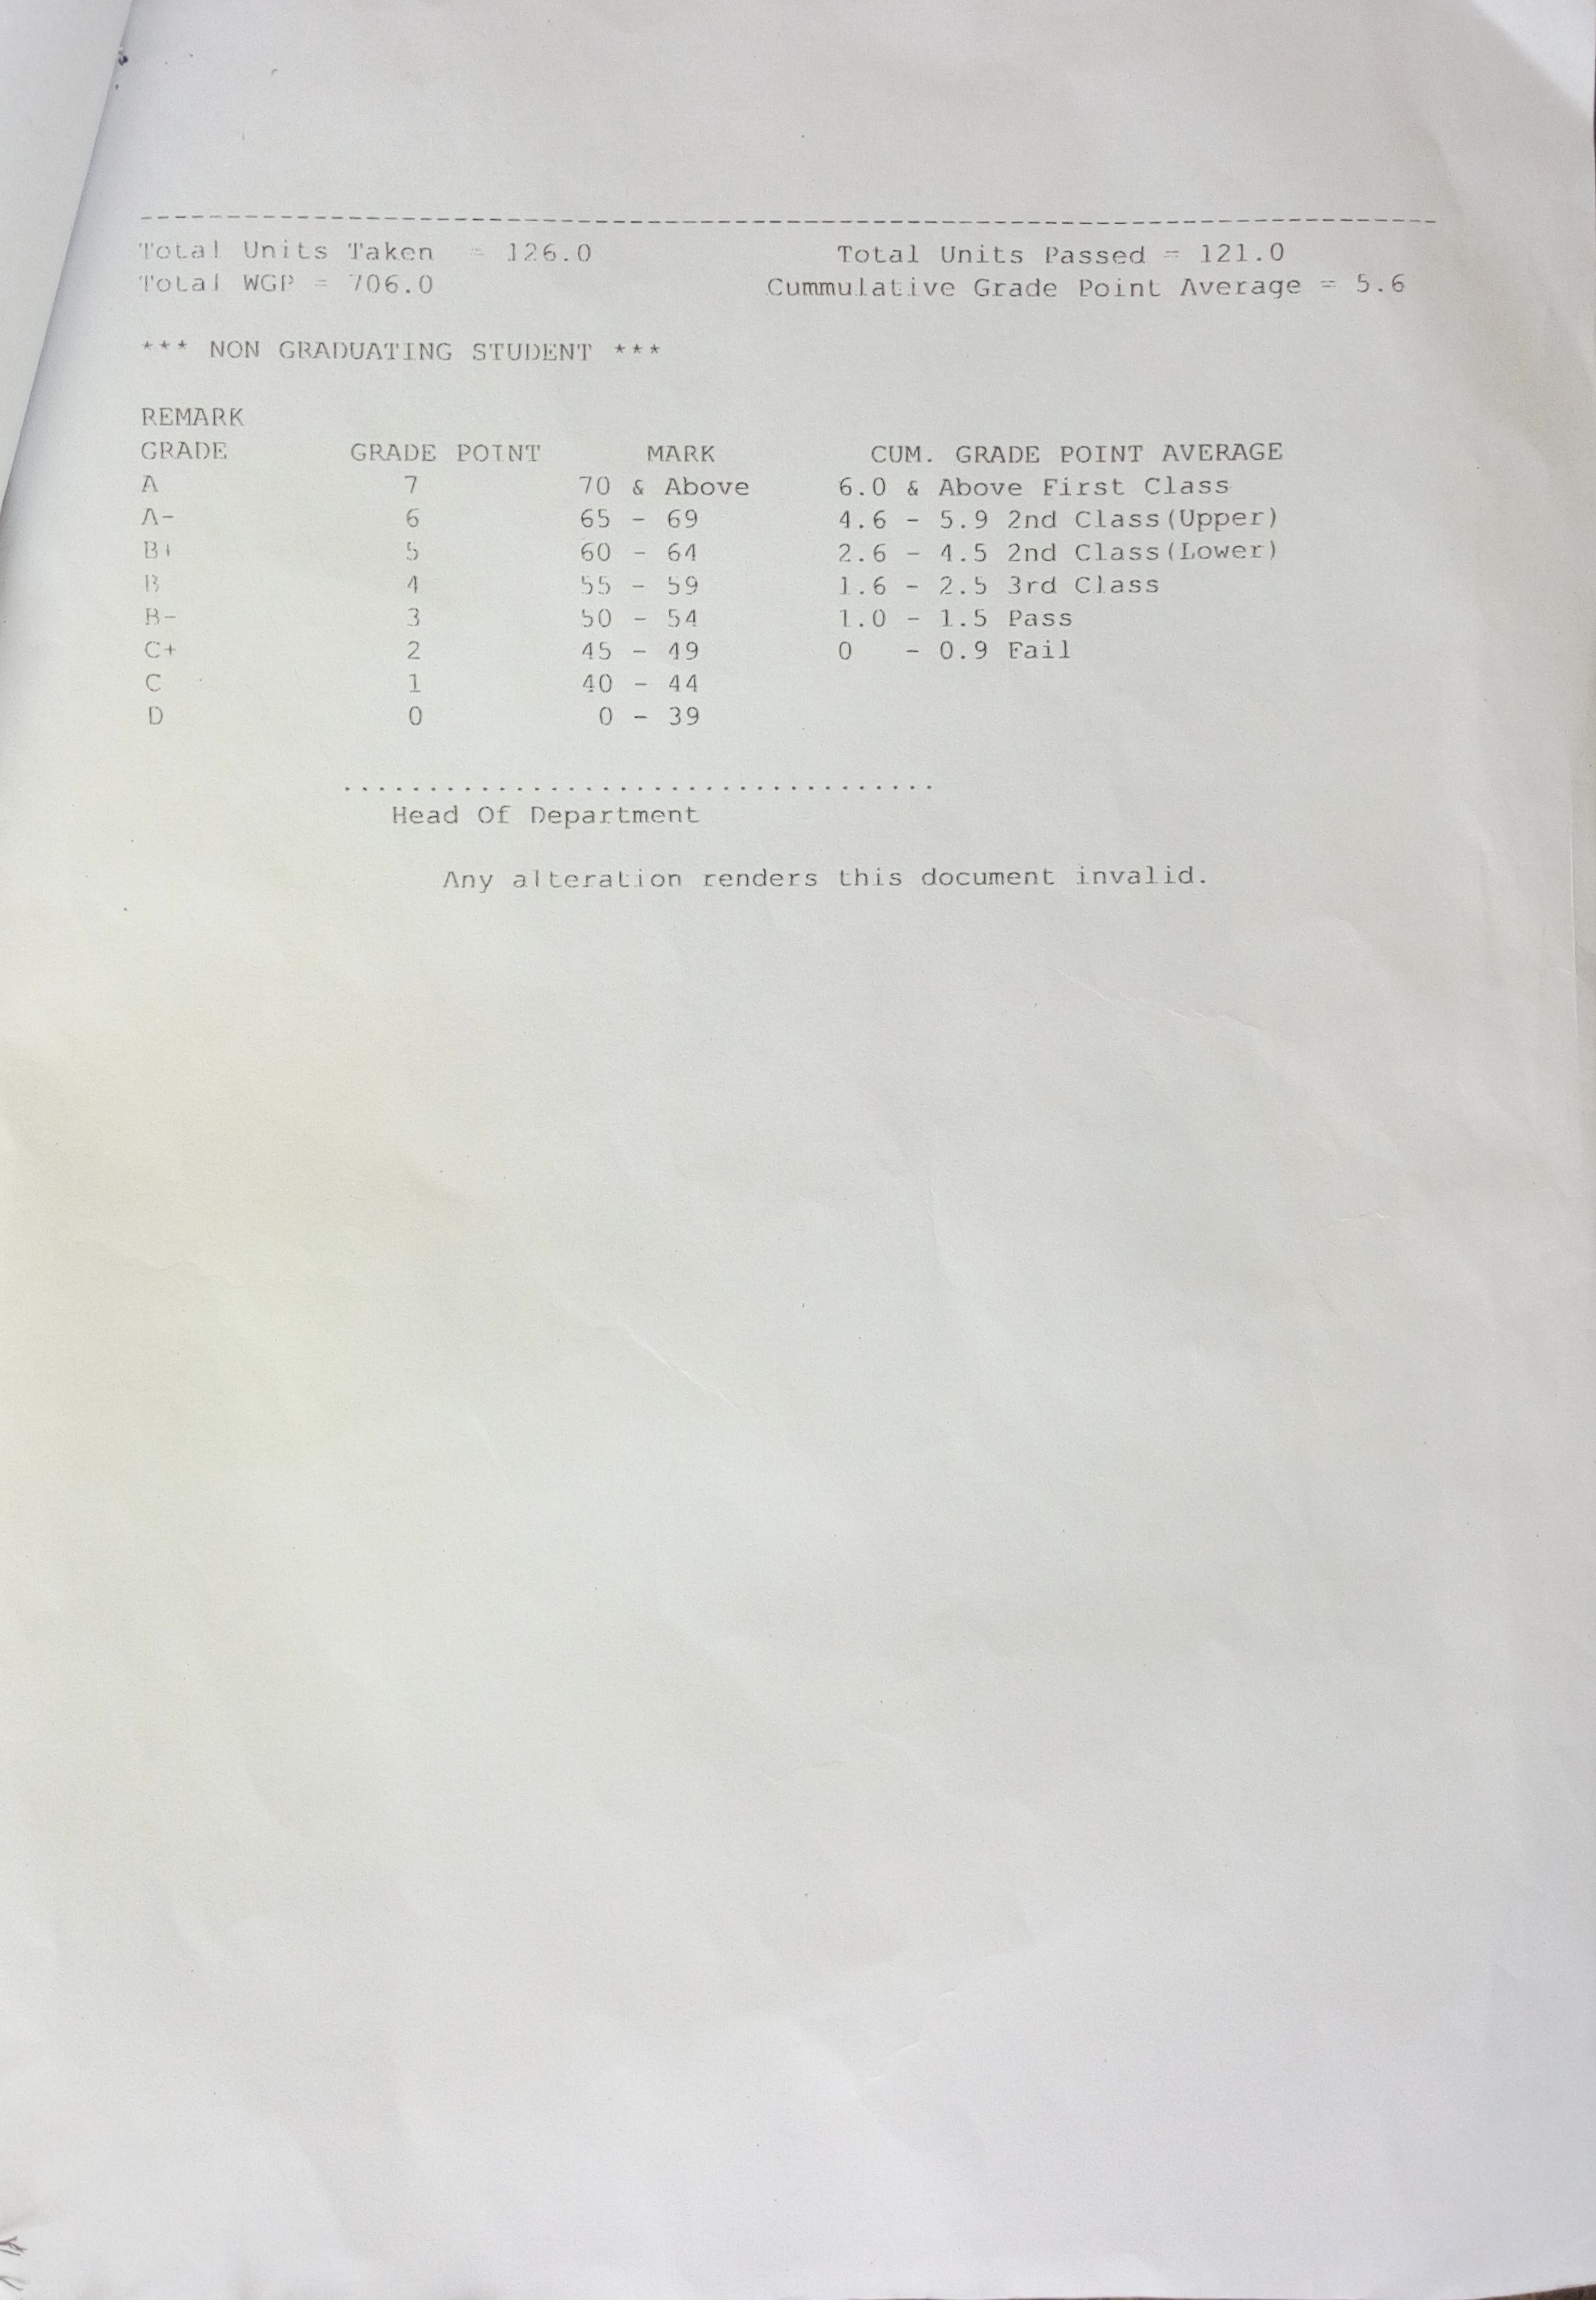 Total Units Taken = 126.0 Total Units Passed = 121.0
Total WGP = 706.0 Cummulative Grade Point Average = 5.6
*** NON GRADUATING STUDENT ***
REMARK
GRADE GRADE POINT MARK CUM. GRADE POINT AVERAGE
A 7 70 & Above 6.0 & Above First Class
A- 6 65 - 69 4.6 - 5.9 2nd Class(Upper)
B+ 5 60 - 64 2.6 - 4.5 2nd Class(Lower)
B 4 55 - 59 1.6 - 2.5 3rd Class
B- 3 50 - 54 1.0 - 1.5 Pass
C+ 2 45 - 49 0 - 0.9 Fail
C 1 40 - 44
D 0 0 - 39
..................................
Head Of Department
Any alteration renders this document invalid.